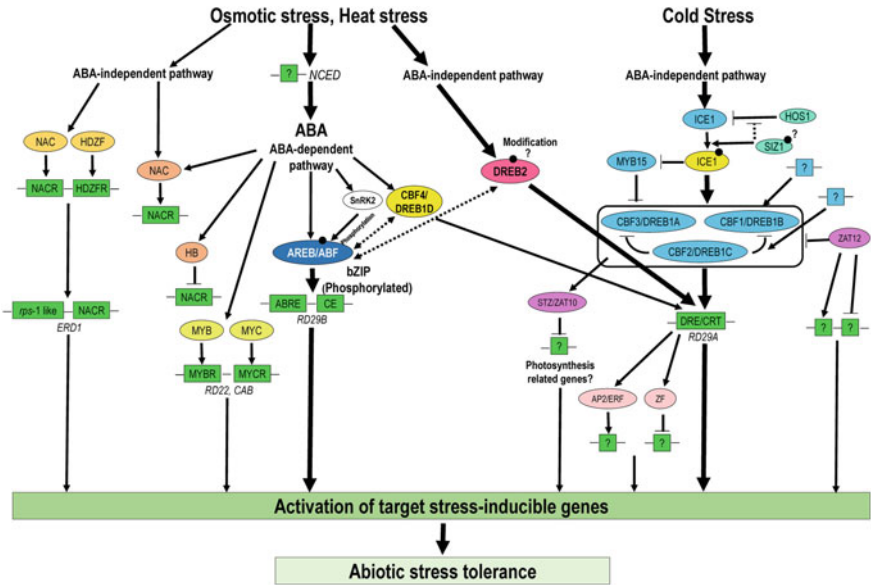 Osmotic stress, Heat stress
Cold Stress
ABA-independent pathway
? NCED
ABA-independent pathway
ABA-independent pathway
ABA
ABA-dependent
pathway
NAC
HDZF
NACR
HDZFR
NAC
NACR
HB
NACR
rps-1 like
NACR
ERD1
MYB
MYC
MYBR
MYCR
RD22, CAB
SnRK2
Phosphorylation
CBF4/
DREB1D
AREB/ABF
bZIP
(Phosphorylated)
ABRE
CE
RD29B
Modification
?
DREB2
ICE1
HOS1
SIZ1
?
MYB15
ICE1
?
?
CBF3/DREB1A
CBF1/DREB1B
CBF2/DREB1C
ZAT12
STZ/ZAT10
?
Photosynthesis
related genes?
DRE/CRT
RD29A
? ?
AP2/ERF
ZF
?
?
Activation of target stress-inducible genes
Abiotic stress tolerance